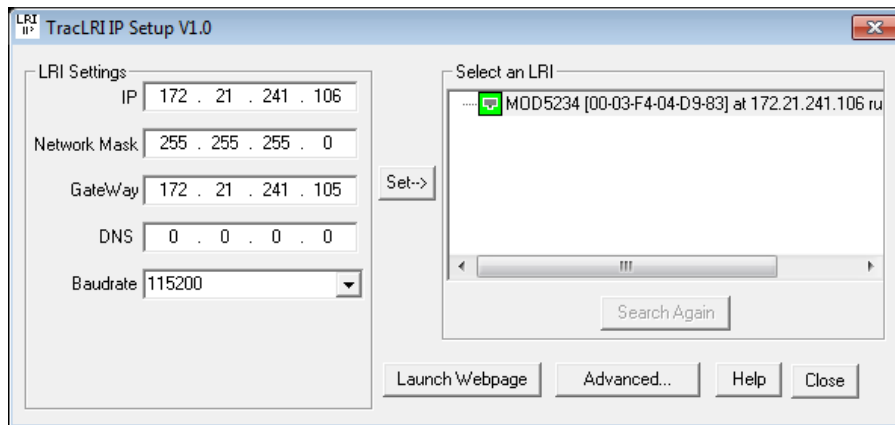 LRI
II> TracLRI IP Setup V1.0
LRI Settings
IP 172 . 21 . 241 . 106
Network Mask 255 . 255 . 255 . 0
GateWay 172 . 21 . 241 . 105
DNS 0 . 0 . 0 . 0
Baudrate 115200
Set-->
Select an LRI
MOD5234 [00-03-F4-04-D9-83] at 172.21.241.106 ru
Search Again
Launch Webpage Advanced... Help Close